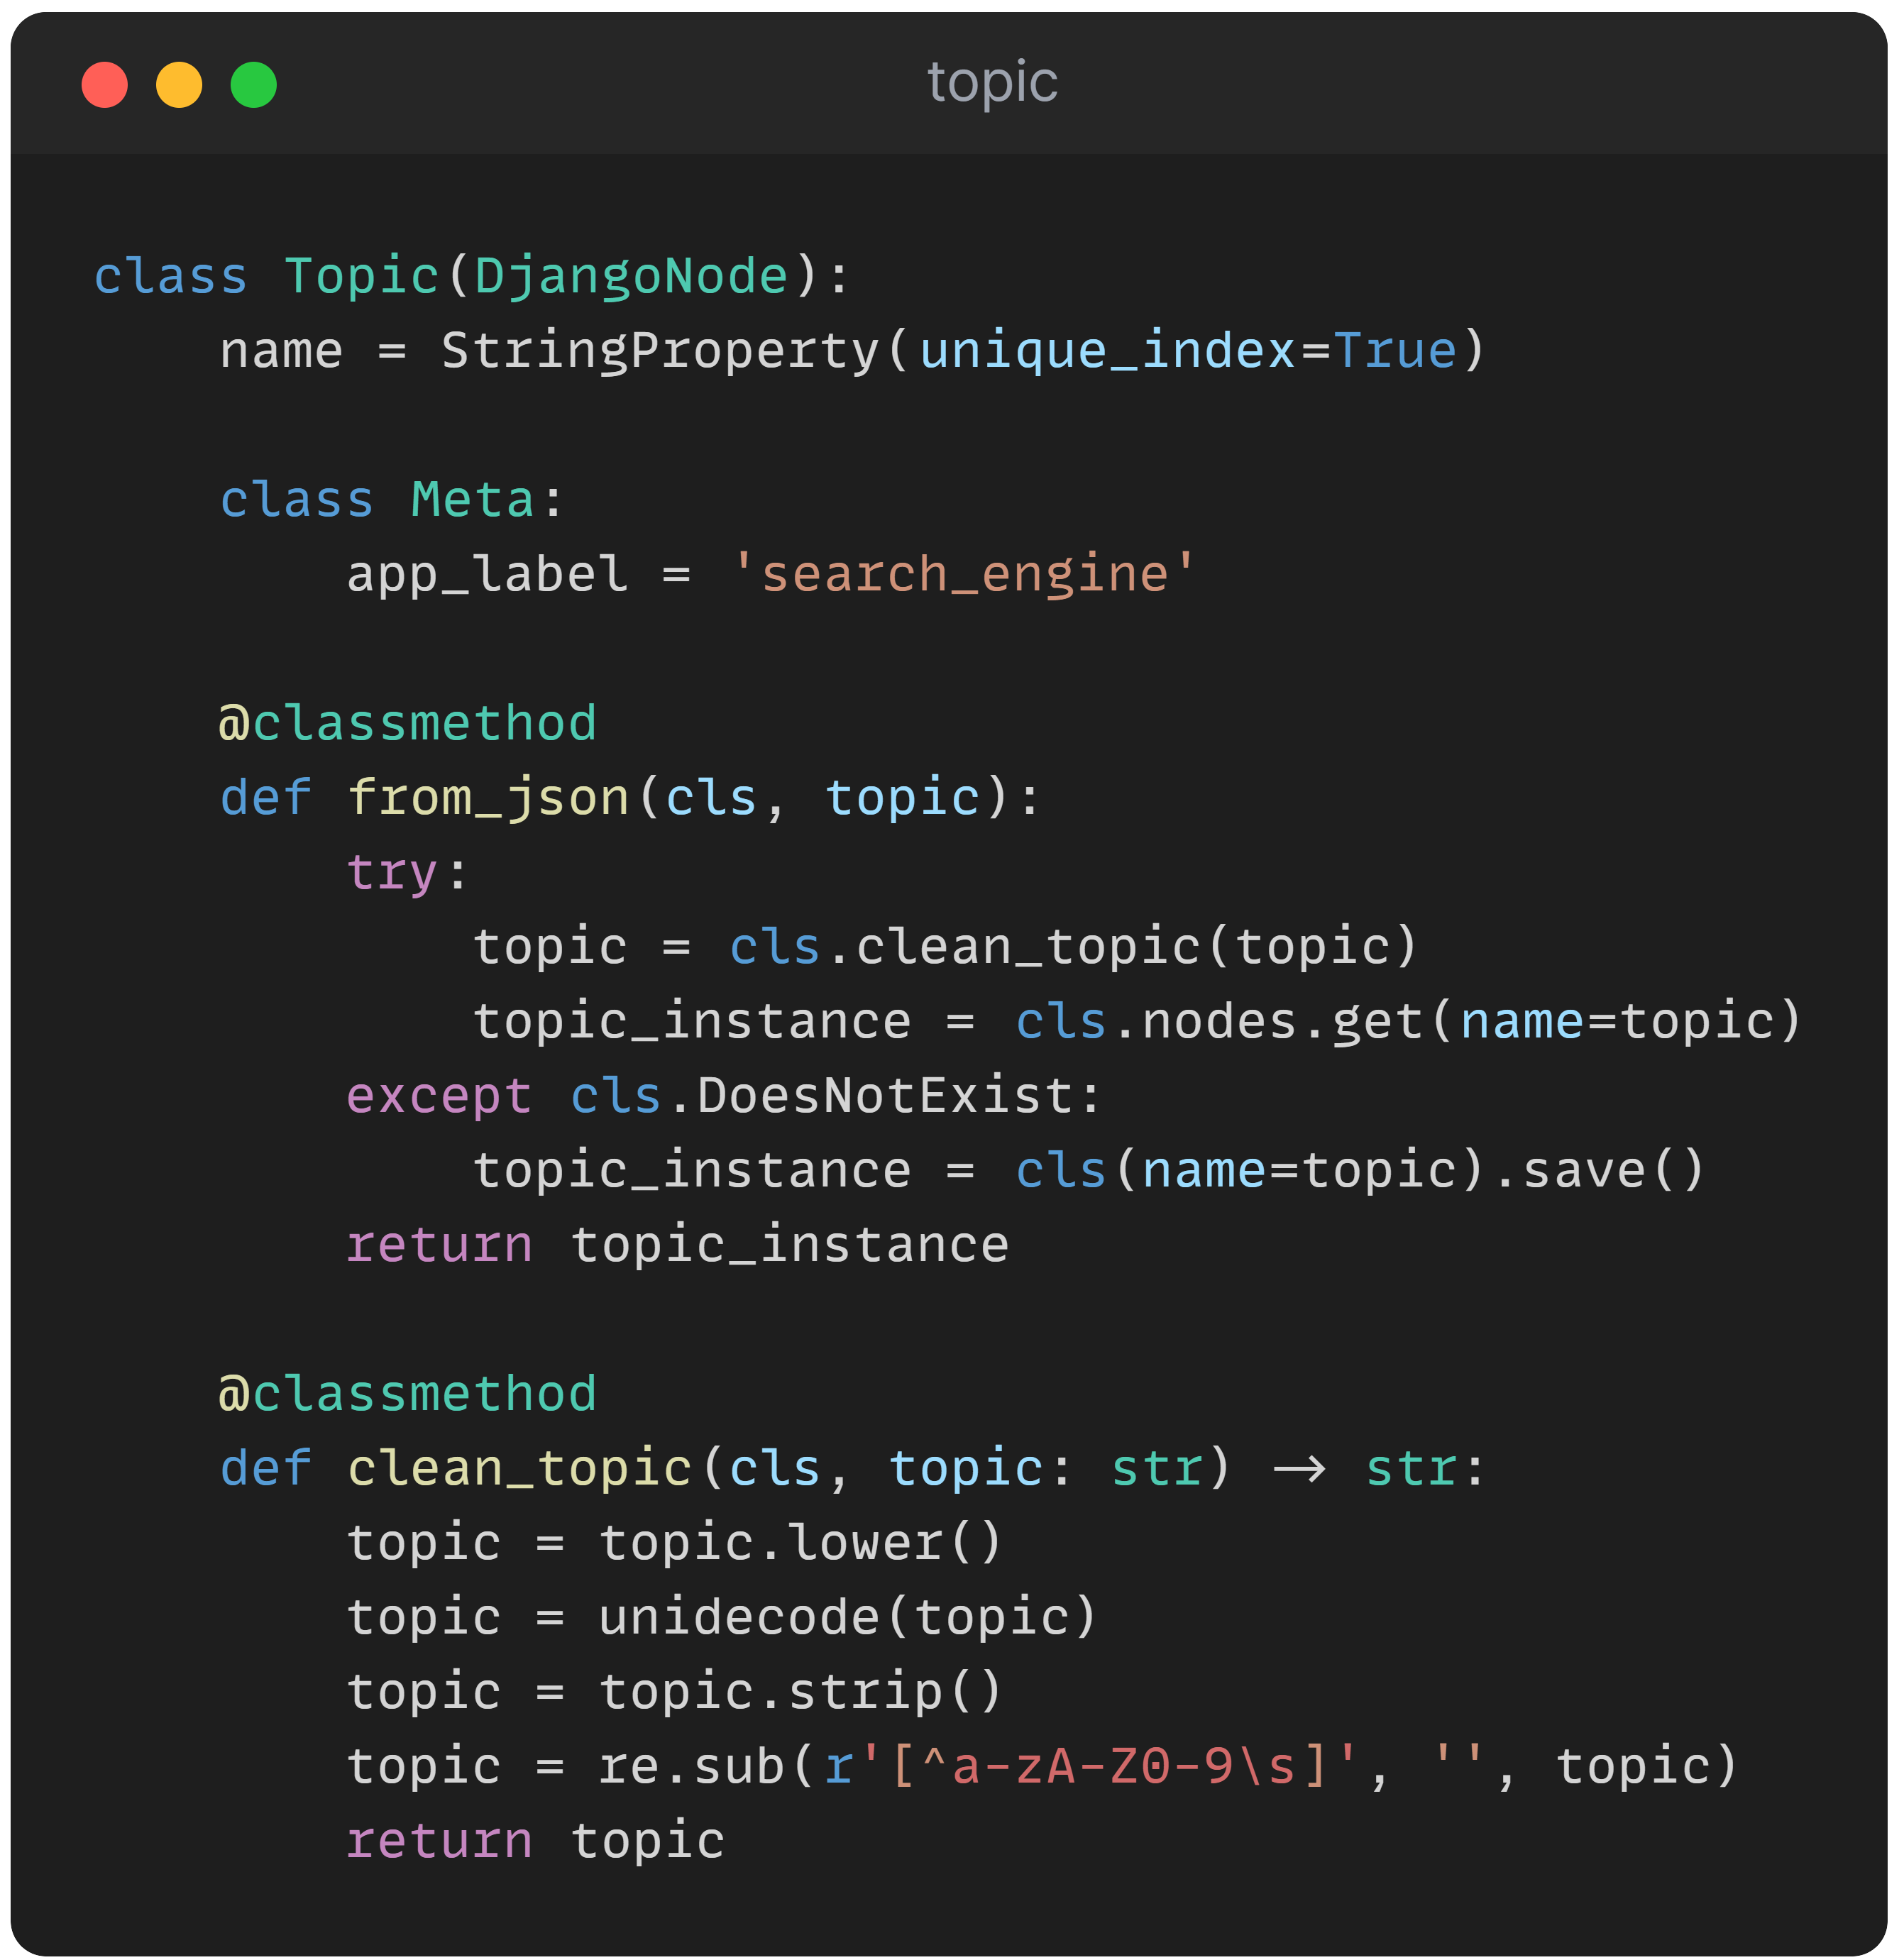 topic
class Topic(DjangoNode):
    name = StringProperty(unique_index=True)

    class Meta:
        app_label = 'search_engine'

    @classmethod
    def from_json(cls, topic):
        try:
            topic = cls.clean_topic(topic)
            topic_instance = cls.nodes.get(name=topic)
        except cls.DoesNotExist:
            topic_instance = cls(name=topic).save()
        return topic_instance

    @classmethod
    def clean_topic(cls, topic: str) -> str:
        topic = topic.lower()
        topic = unidecode(topic)
        topic = topic.strip()
        topic = re.sub(r'[^a-zA-Z0-9\s]', '', topic)
        return topic